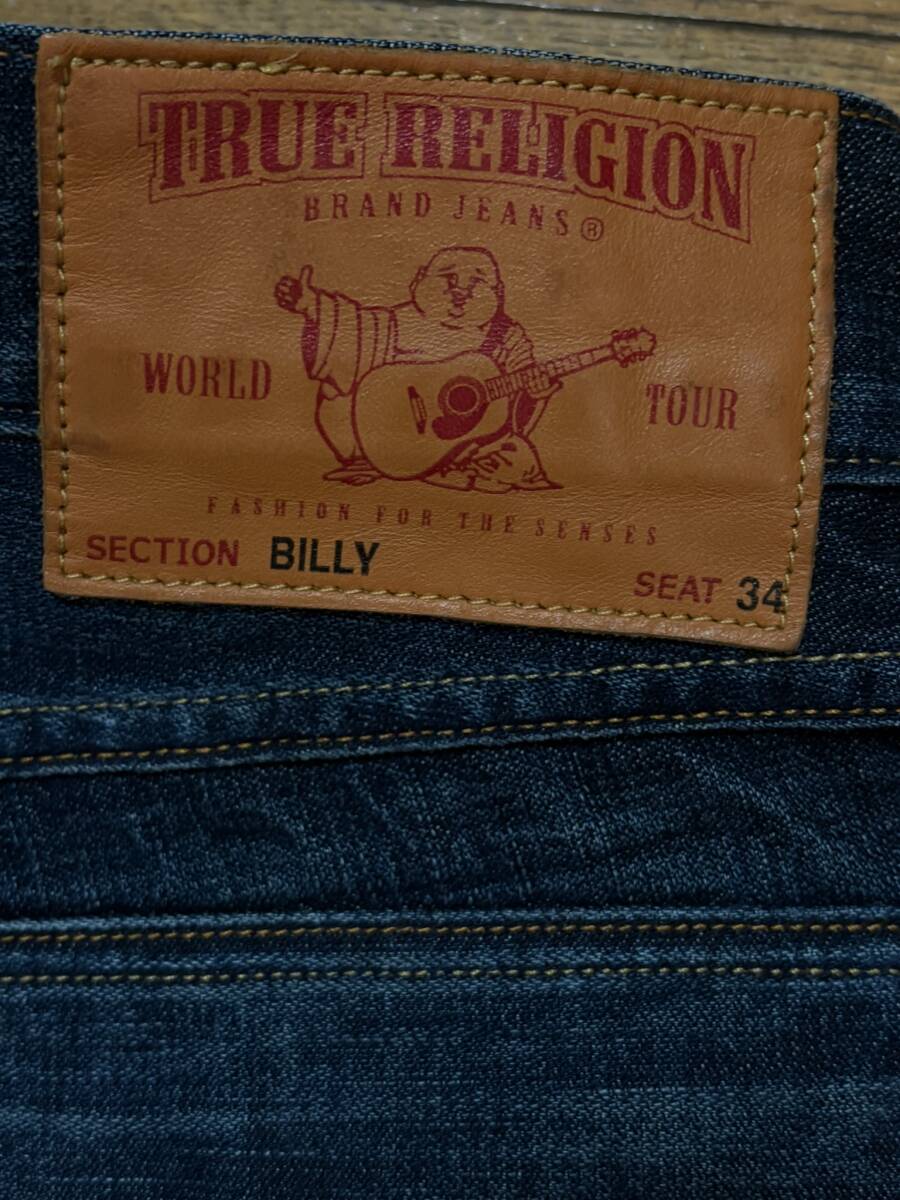 TRUE RELIGION
BRAND JEANS®
WORLD TOUR
FASHION FOR THE SENSES
SECTION BILLY
SEAT 34